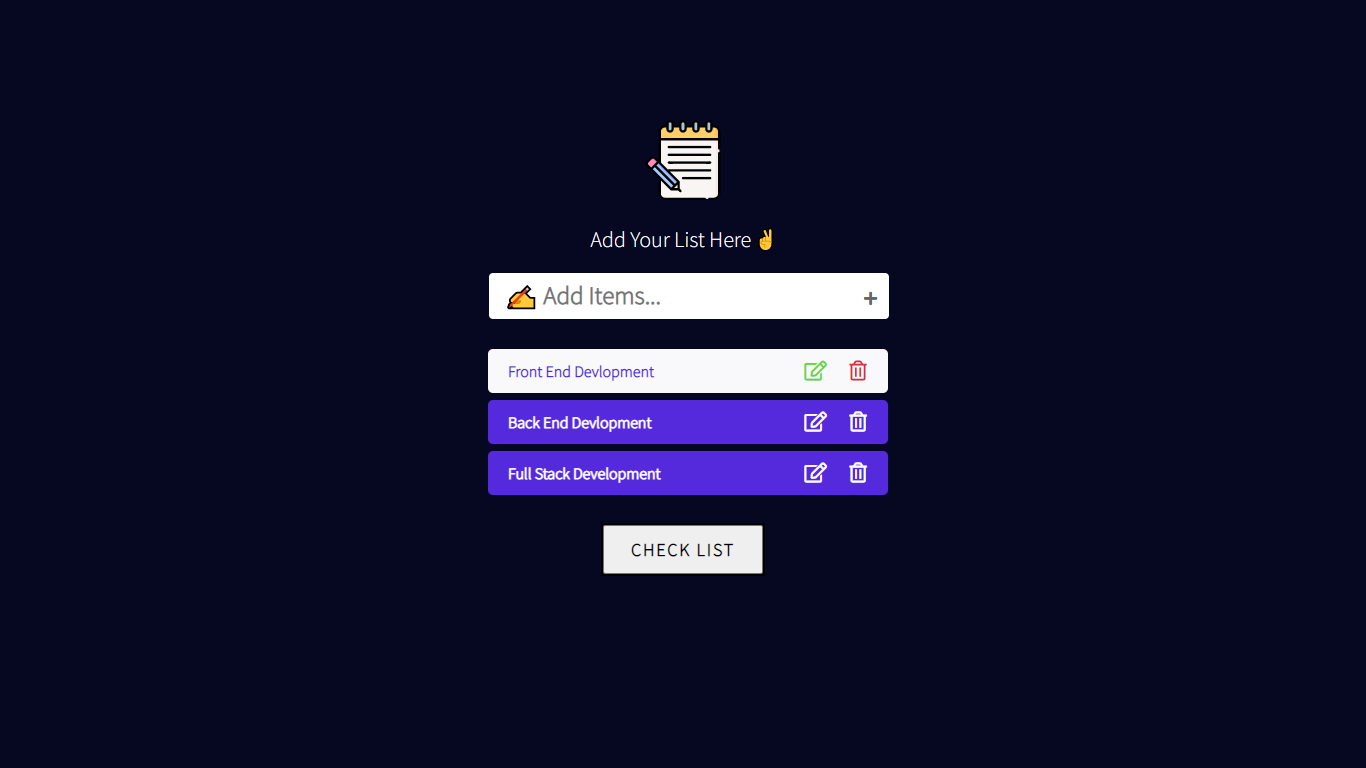 Add Your List Here ✌️
✍️ Add Items... +
Front End Devlopment
Back End Devlopment
Full Stack Development
CHECK LIST